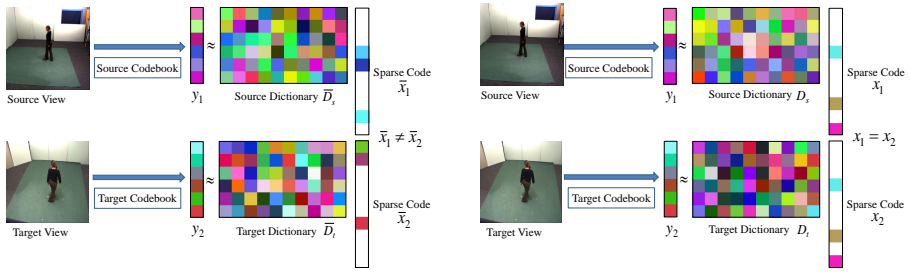 ≈
Source Codebook
Source View
y₁
Source Dictionary D̅ₛ
Sparse Code
x̅₁
x̅₁ ≠ x̅₂
≈
Target Codebook
Target View
y₂
Target Dictionary D̅ₜ
Sparse Code
x̅₂
≈
Source Codebook
Source View
y₁
Source Dictionary Dₛ
Sparse Code
x₁
x₁ = x₂
≈
Target Codebook
Target View
y₂
Target Dictionary Dₜ
Sparse Code
x₂